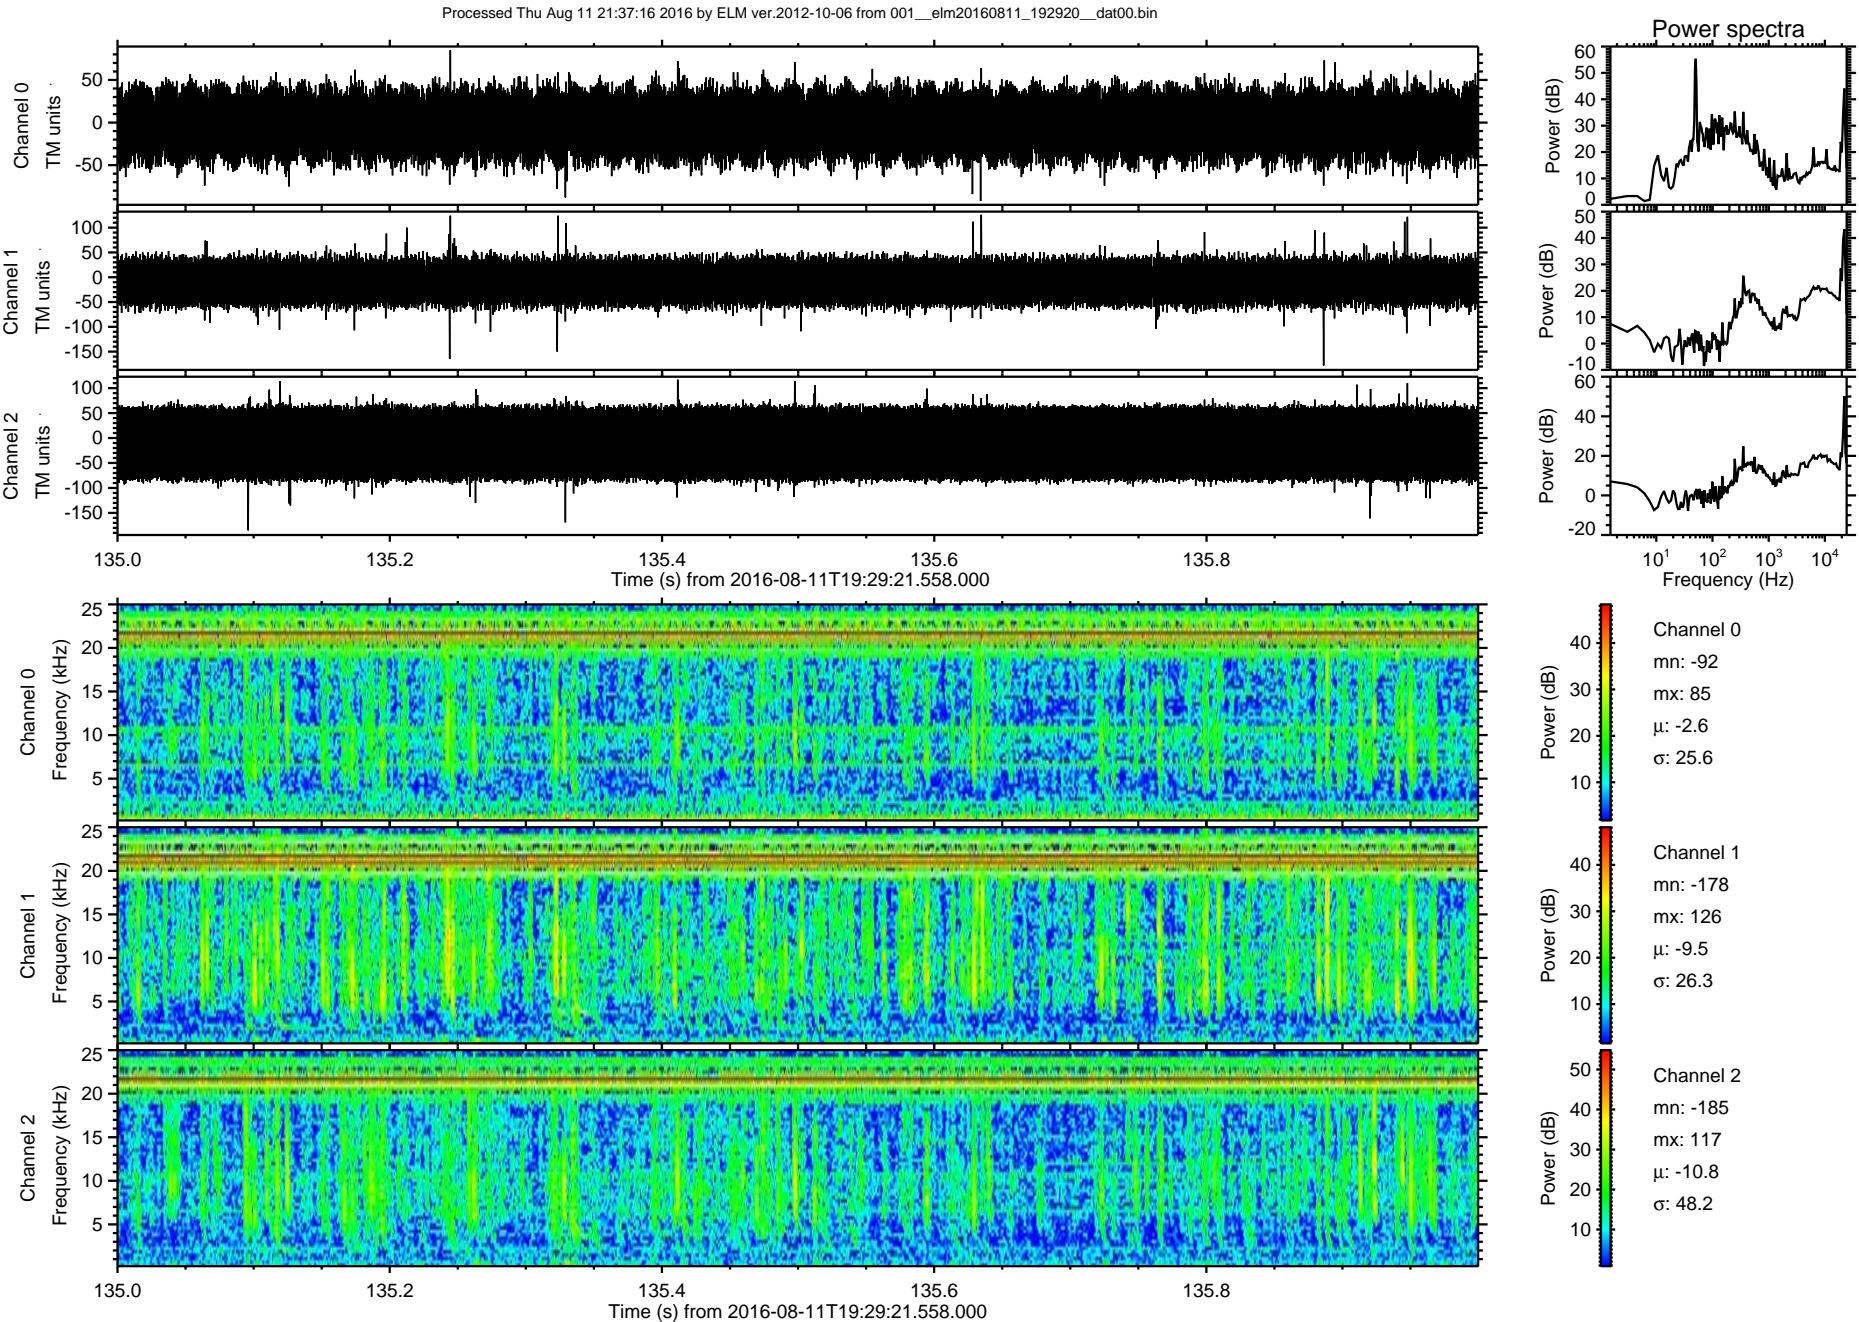 Processed Thu Aug 11 21:37:16 2016 by ELM ver.2012-10-06 from 001__elm20160811_192920__dat00.bin
Power spectra
Channel 0
TM units
50
0
-50
Power (dB)
60
50
40
30
20
10
0
Channel 1
TM units
100
50
0
-50
-100
-150
Power (dB)
50
40
30
20
10
0
-10
Channel 2
TM units
100
50
0
-50
-100
-150
Power (dB)
60
40
20
0
-20
135.0 135.2 135.4 135.6 135.8
Time (s) from 2016-08-11T19:29:21.558.000
10^1 10^2 10^3 10^4
Frequency (Hz)
Channel 0
Frequency (kHz)
25
20
15
10
5
Power (dB)
40
30
20
10
Channel 0
mn: -92
mx: 85
μ: -2.6
σ: 25.6
Channel 1
Frequency (kHz)
25
20
15
10
5
Power (dB)
40
30
20
10
Channel 1
mn: -178
mx: 126
μ: -9.5
σ: 26.3
Channel 2
Frequency (kHz)
25
20
15
10
5
Power (dB)
50
40
30
20
10
Channel 2
mn: -185
mx: 117
μ: -10.8
σ: 48.2
135.0 135.2 135.4 135.6 135.8
Time (s) from 2016-08-11T19:29:21.558.000